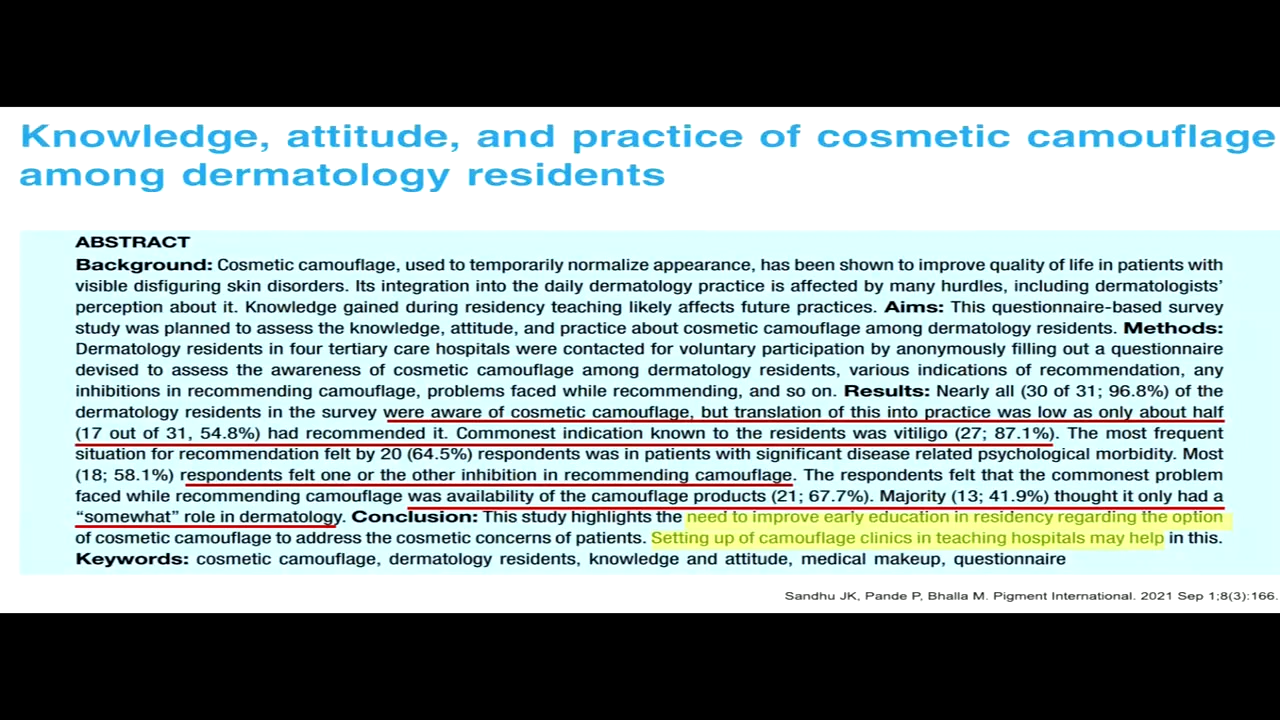 Knowledge, attitude, and practice of cosmetic camouflage
among dermatology residents
ABSTRACT
Background: Cosmetic camouflage, used to temporarily normalize appearance, has been shown to improve quality of life in patients with
visible disfiguring skin disorders. Its integration into the daily dermatology practice is affected by many hurdles, including dermatologists’
perception about it. Knowledge gained during residency teaching likely affects future practices. Aims: This questionnaire-based survey
study was planned to assess the knowledge, attitude, and practice about cosmetic camouflage among dermatology residents. Methods:
Dermatology residents in four tertiary care hospitals were contacted for voluntary participation by anonymously filling out a questionnaire
devised to assess the awareness of cosmetic camouflage among dermatology residents, various indications of recommendation, any
inhibitions in recommending camouflage, problems faced while recommending, and so on. Results: Nearly all (30 of 31; 96.8%) of the
dermatology residents in the survey were aware of cosmetic camouflage, but translation of this into practice was low as only about half
(17 out of 31, 54.8%) had recommended it. Commonest indication known to the residents was vitiligo (27; 87.1%). The most frequent
situation for recommendation felt by 20 (64.5%) respondents was in patients with significant disease related psychological morbidity. Most
(18; 58.1%) respondents felt one or the other inhibition in recommending camouflage. The respondents felt that the commonest problem
faced while recommending camouflage was availability of the camouflage products (21; 67.7%). Majority (13; 41.9%) thought it only had a
“somewhat” role in dermatology. Conclusion: This study highlights the need to improve early education in residency regarding the option
of cosmetic camouflage to address the cosmetic concerns of patients. Setting up of camouflage clinics in teaching hospitals may help in this.
Keywords: cosmetic camouflage, dermatology residents, knowledge and attitude, medical makeup, questionnaire
Sandhu JK, Pande P, Bhalla M. Pigment International. 2021 Sep 1;8(3):166.